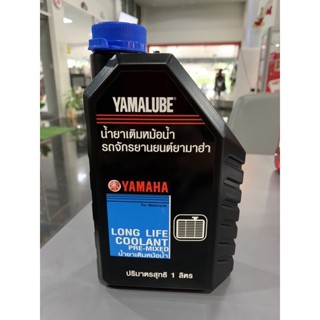 YAMALUBE®
น้ำยาเติมหม้อน้ำ
รถจักรยานยนต์ยามาฮ่า
YAMAHA
For Motorcycle
LONG LIFE
COOLANT
PRE-MIXED
น้ำยาเติมหม้อน้ำ
ปริมาตรสุทธิ 1 ลิตร